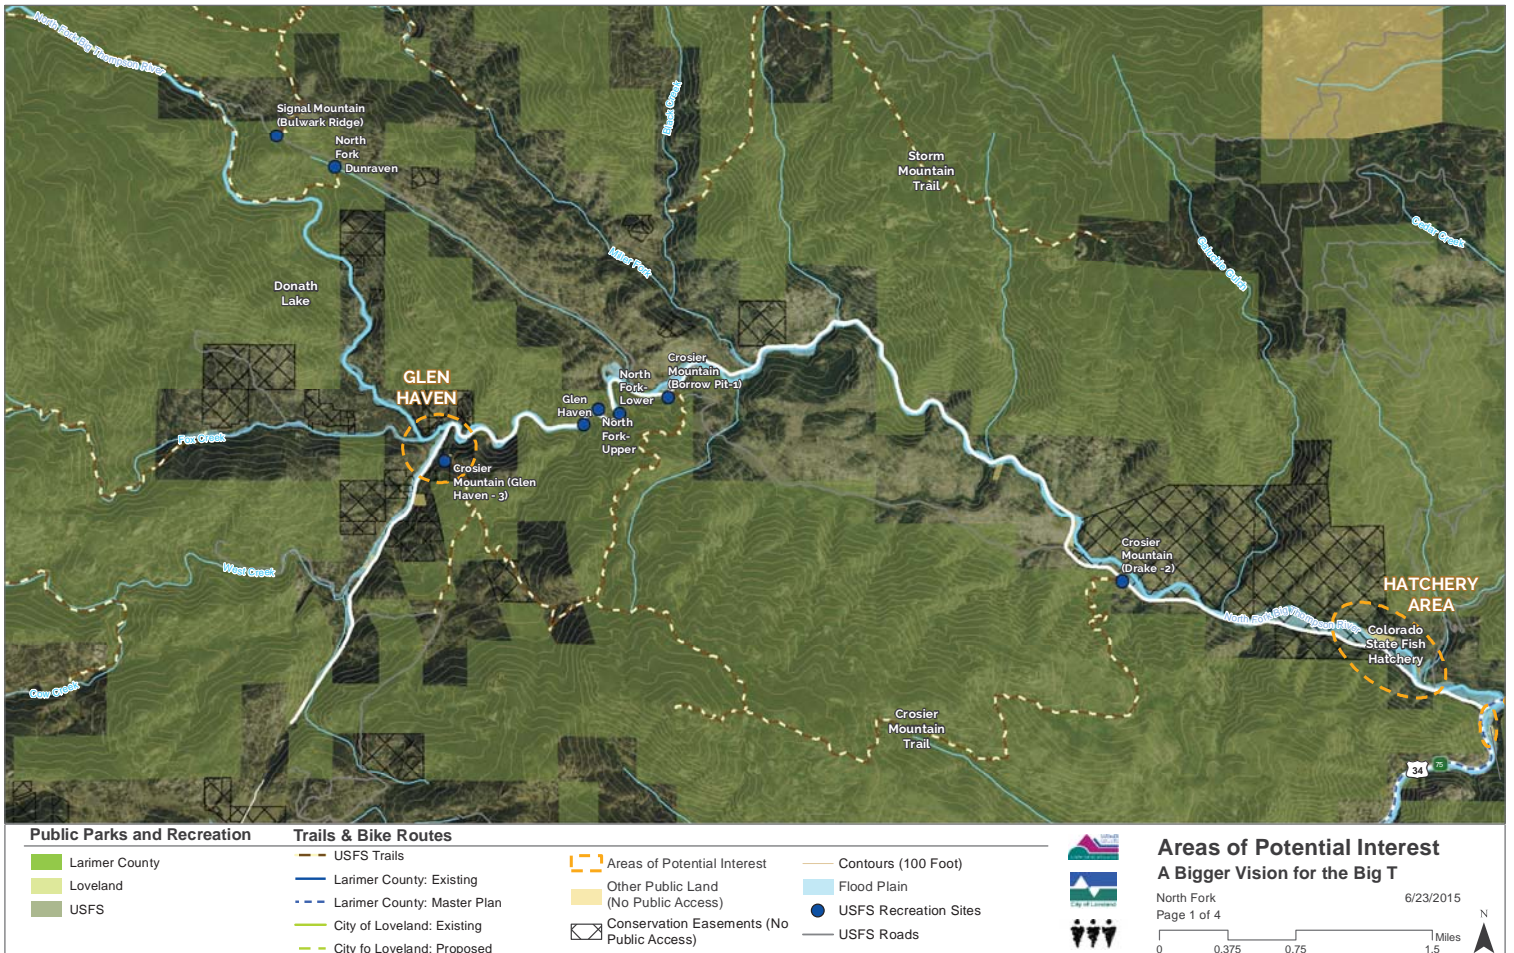 North Fork Big Thompson River
Signal Mountain
(Bulwark Ridge)
North
Fork
Dunraven
Black Creek
Storm
Mountain
Trail
Cedar Creek
Miller Fork
Galuchie Gulch
Donath
Lake
GLEN
HAVEN
Crosier
Mountain
(Borrow Pit-1)
North
Fork-
Lower
Glen
Haven
North
Fork-
Upper
Fox Creek
Crosier
Mountain (Glen
Haven - 3)
West Creek
Crosier
Mountain
(Drake -2)
HATCHERY
AREA
North Fork Big Thompson River
Colorado
State Fish
Hatchery
Cow Creek
Crosier
Mountain
Trail
34
75
Public Parks and Recreation
Larimer County
Loveland
USFS
Trails & Bike Routes
USFS Trails
Larimer County: Existing
Larimer County: Master Plan
City of Loveland: Existing
City fo Loveland: Proposed
Areas of Potential Interest
Other Public Land
(No Public Access)
Conservation Easements (No
Public Access)
Contours (100 Foot)
Flood Plain
USFS Recreation Sites
USFS Roads
City of Loveland
Areas of Potential Interest
A Bigger Vision for the Big T
North Fork
6/23/2015
Page 1 of 4
N
Miles
0 0.375 0.75 1.5